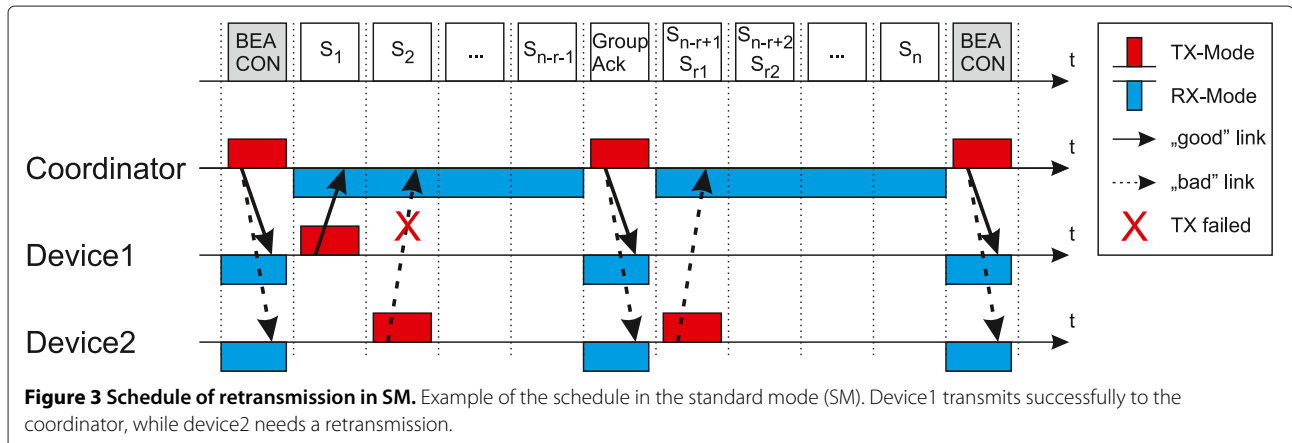 BEA
CON
S1
S2
...
Sn-r-1
Group
Ack
Sn-r+1
Sr1
Sn-r+2
Sr2
...
Sn
BEA
CON
t
TX-Mode
RX-Mode
„good” link
„bad” link
X TX failed
Coordinator
t
X
Device1
t
Device2
t
Figure 3 Schedule of retransmission in SM. Example of the schedule in the standard mode (SM). Device1 transmits successfully to the
coordinator, while device2 needs a retransmission.